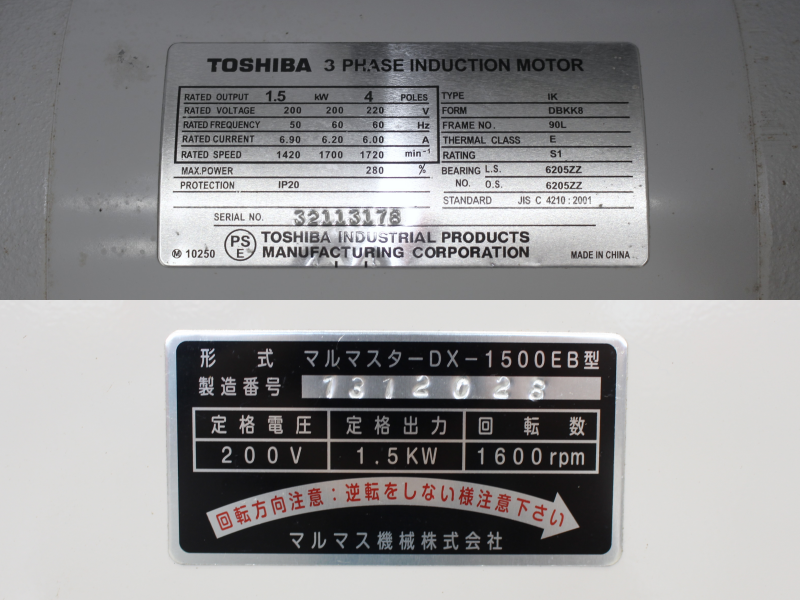 TOSHIBA 3 PHASE INDUCTION MOTOR
RATED OUTPUT 1.5 kW 4 POLES
RATED VOLTAGE 200 200 220 V
RATED FREQUENCY 50 60 60 Hz
RATED CURRENT 6.90 6.20 6.00 A
RATED SPEED 1420 1700 1720 min⁻¹
MAX.POWER 280 %
PROTECTION IP20
TYPE IK
FORM DBKK8
FRAME NO. 90L
THERMAL CLASS E
RATING S1
BEARING L.S. 6205ZZ
NO. O.S. 6205ZZ
STANDARD JIS C 4210 : 2001
SERIAL NO. 32113178
Ⓜ 10250 PS E TOSHIBA INDUSTRIAL PRODUCTS
MANUFACTURING CORPORATION MADE IN CHINA
形式 マルマスターDX-1500EB型
製造番号 1312028
定格電圧 定格出力 回転数
200V 1.5KW 1600rpm
回転方向注意:逆転をしない様注意下さい
マルマス機械株式会社